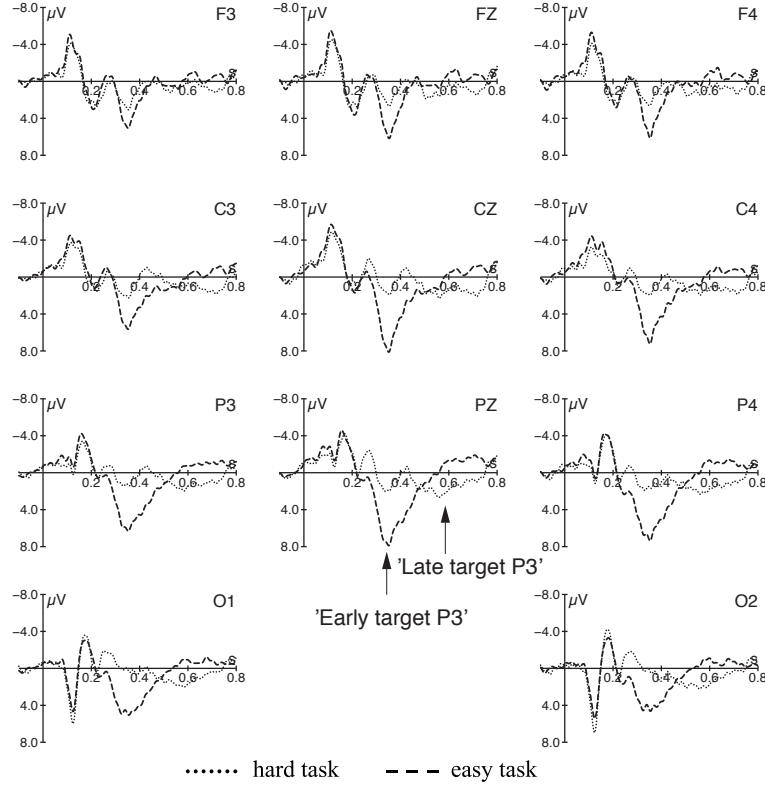 −8.0 µV F3
−4.0
0.2 0.4 0.6 0.8
s
4.0
8.0
−8.0 µV FZ
−4.0
0.2 0.4 0.6 0.8
s
4.0
8.0
−8.0 µV F4
−4.0
0.2 0.4 0.6 0.8
s
4.0
8.0
−8.0 µV C3
−4.0
0.2 0.4 0.6 0.8
s
4.0
8.0
−8.0 µV CZ
−4.0
0.2 0.4 0.6 0.8
s
4.0
8.0
−8.0 µV C4
−4.0
0.2 0.4 0.6 0.8
s
4.0
8.0
−8.0 µV P3
−4.0
0.2 0.4 0.6 0.8
s
4.0
8.0
−8.0 µV PZ
−4.0
0.2 0.4 0.6 0.8
s
4.0
8.0
'Late target P3'
'Early target P3'
−8.0 µV P4
−4.0
0.2 0.4 0.6 0.8
s
4.0
8.0
−8.0 µV O1
−4.0
0.2 0.4 0.6 0.8
s
4.0
8.0
−8.0 µV O2
−4.0
0.2 0.4 0.6 0.8
s
4.0
8.0
hard task easy task